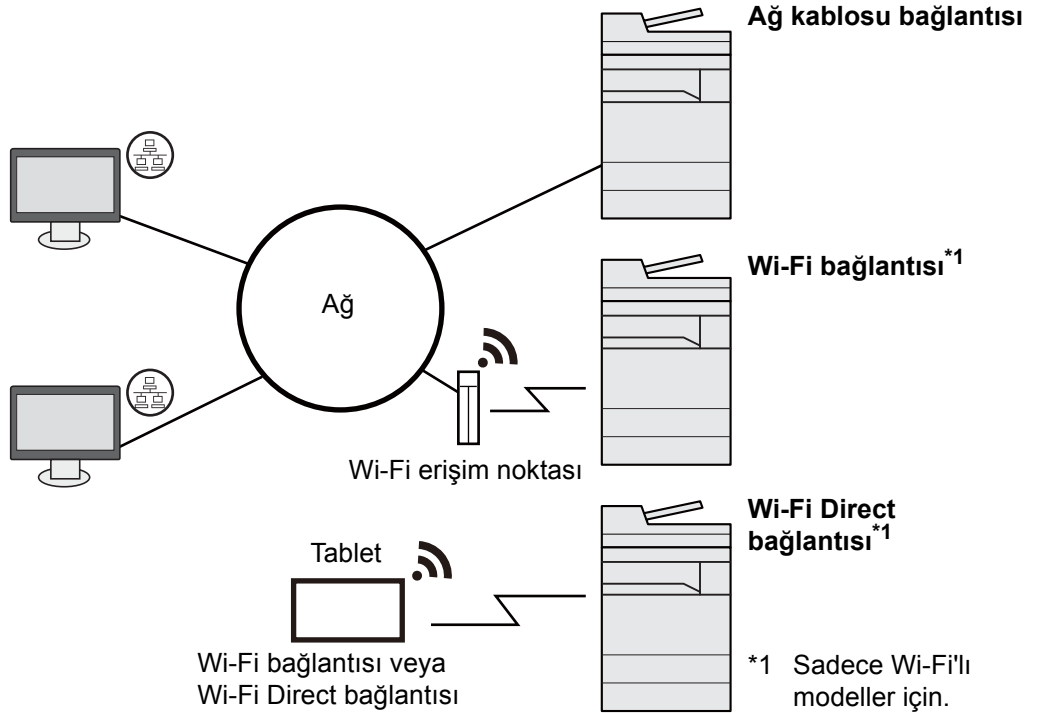 Ağ kablosu bağlantısı
Ağ
Wi-Fi bağlantısı*1
Wi-Fi erişim noktası
Wi-Fi Direct
bağlantısı*1
Tablet
Wi-Fi bağlantısı veya
Wi-Fi Direct bağlantısı
*1 Sadece Wi-Fi'lı
modeller için.